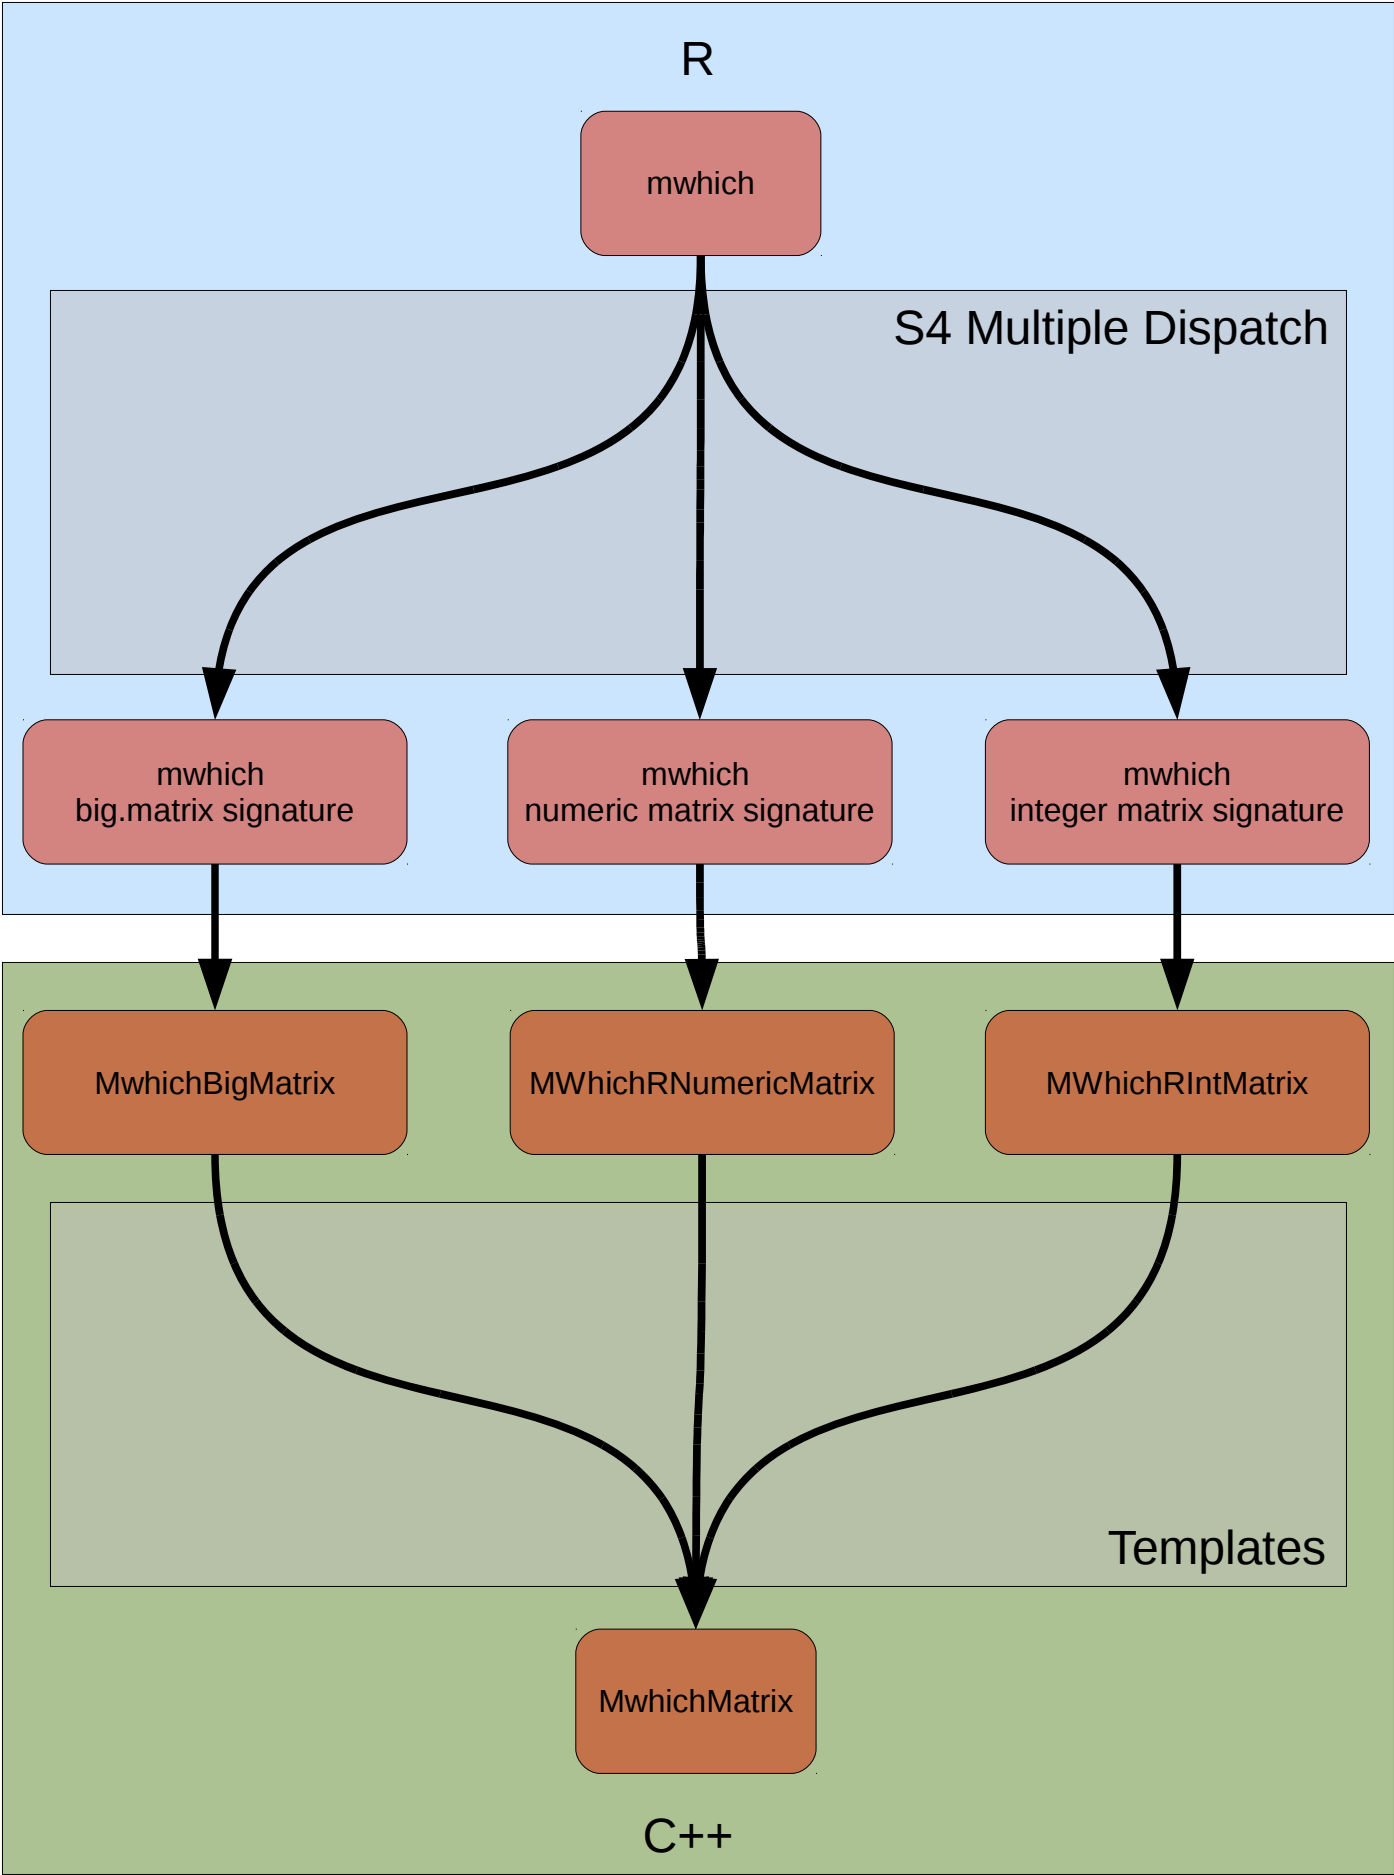 R
mwhich
S4 Multiple Dispatch
mwhich
big.matrix signature
mwhich
numeric matrix signature
mwhich
integer matrix signature
MwhichBigMatrix
MWhichRNumericMatrix
MWhichRIntMatrix
Templates
MwhichMatrix
C++